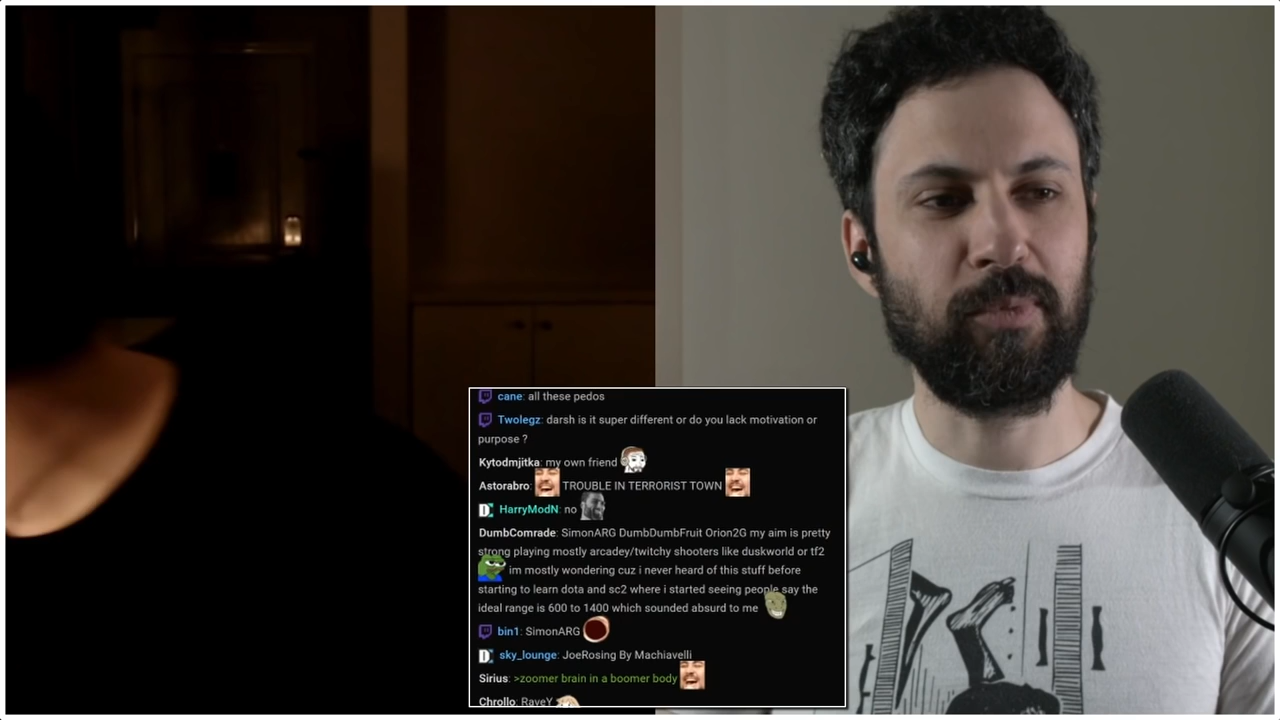 cane: all these pedos
Twolegz: darsh is it super different or do you lack motivation or
purpose ?
Kytodmjitka: my own friend
Astorabro: TROUBLE IN TERRORIST TOWN
HarryModN: no
DumbComrade: SimonARG DumbDumbFruit Orion2G my aim is pretty
strong playing mostly arcadey/twitchy shooters like duskworld or tf2
im mostly wondering cuz i never heard of this stuff before
starting to learn dota and sc2 where i started seeing people say the
ideal range is 600 to 1400 which sounded absurd to me
bin1: SimonARG
sky_lounge: JoeRosing By Machiavelli
Sirius: >zoomer brain in a boomer body
Chrollo: RaveY